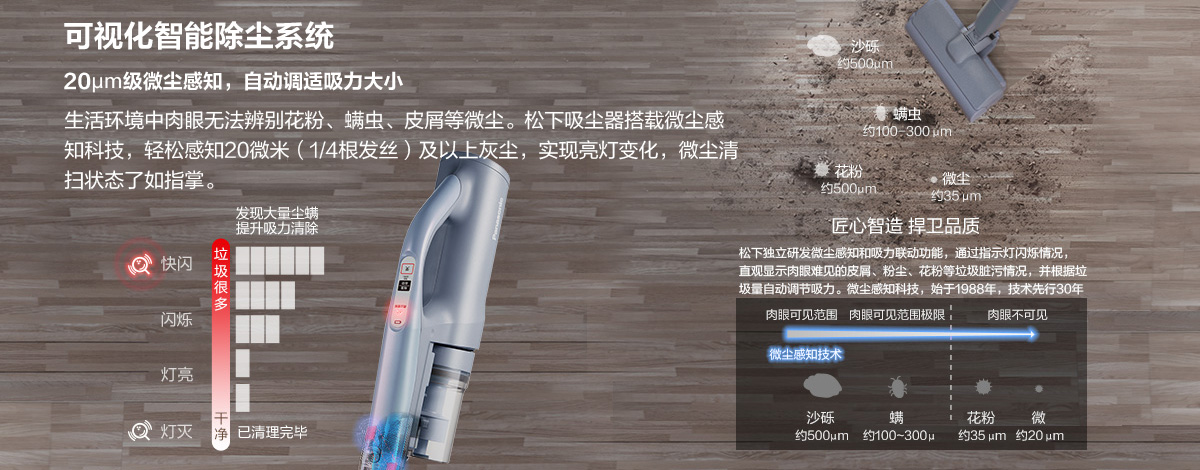 可视化智能除尘系统
20μm级微尘感知，自动调适吸力大小
生活环境中肉眼无法辨别花粉、螨虫、皮屑等微尘。松下吸尘器搭载微尘感
知科技，轻松感知20微米（1/4根发丝）及以上灰尘，实现亮灯变化，微尘清
扫状态了如指掌。
发现大量尘螨
提升吸力清除
快闪
闪烁
灯亮
灯灭
垃圾很多
干净
已清理完毕
Panasonic
沙砾
约500μm
螨虫
约100-300μm
花粉
约500μm
微尘
约35μm
匠心智造 捍卫品质
松下独立研发微尘感知和吸力联动功能，通过指示灯闪烁情况，
直观显示肉眼难见的皮屑、粉尘、花粉等垃圾脏污情况，并根据垃
圾量自动调节吸力。微尘感知科技，始于1988年，技术先行30年
肉眼可见范围 肉眼可见范围极限 肉眼不可见
微尘感知技术
沙砾 螨 花粉 微
约500μm 约100~300μ 约35μm 约20μm